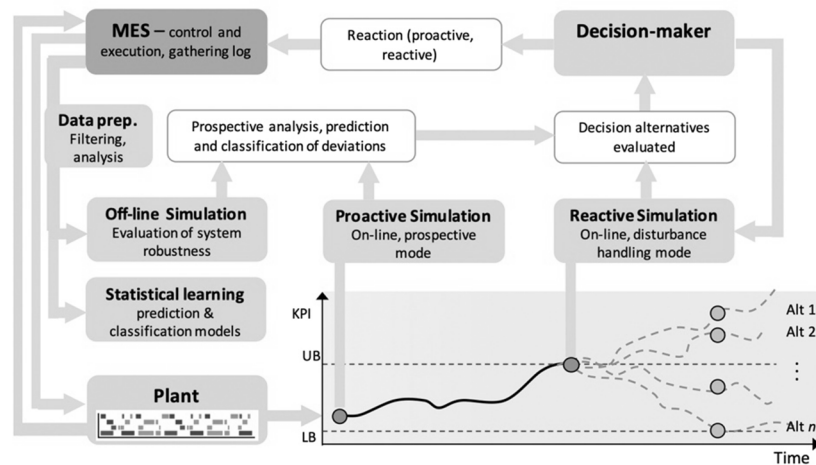 MES – control and
execution, gathering log
Reaction (proactive,
reactive)
Decision-maker
Data prep.
Filtering,
analysis
Prospective analysis, prediction
and classification of deviations
Decision alternatives
evaluated
Off-line Simulation
Evaluation of system
robustness
Proactive Simulation
On-line, prospective
mode
Reactive Simulation
On-line, disturbance
handling mode
Statistical learning
prediction &
classification models
Plant
KPI
UB
LB
Alt 1
Alt 2
⋮
Alt n
Time